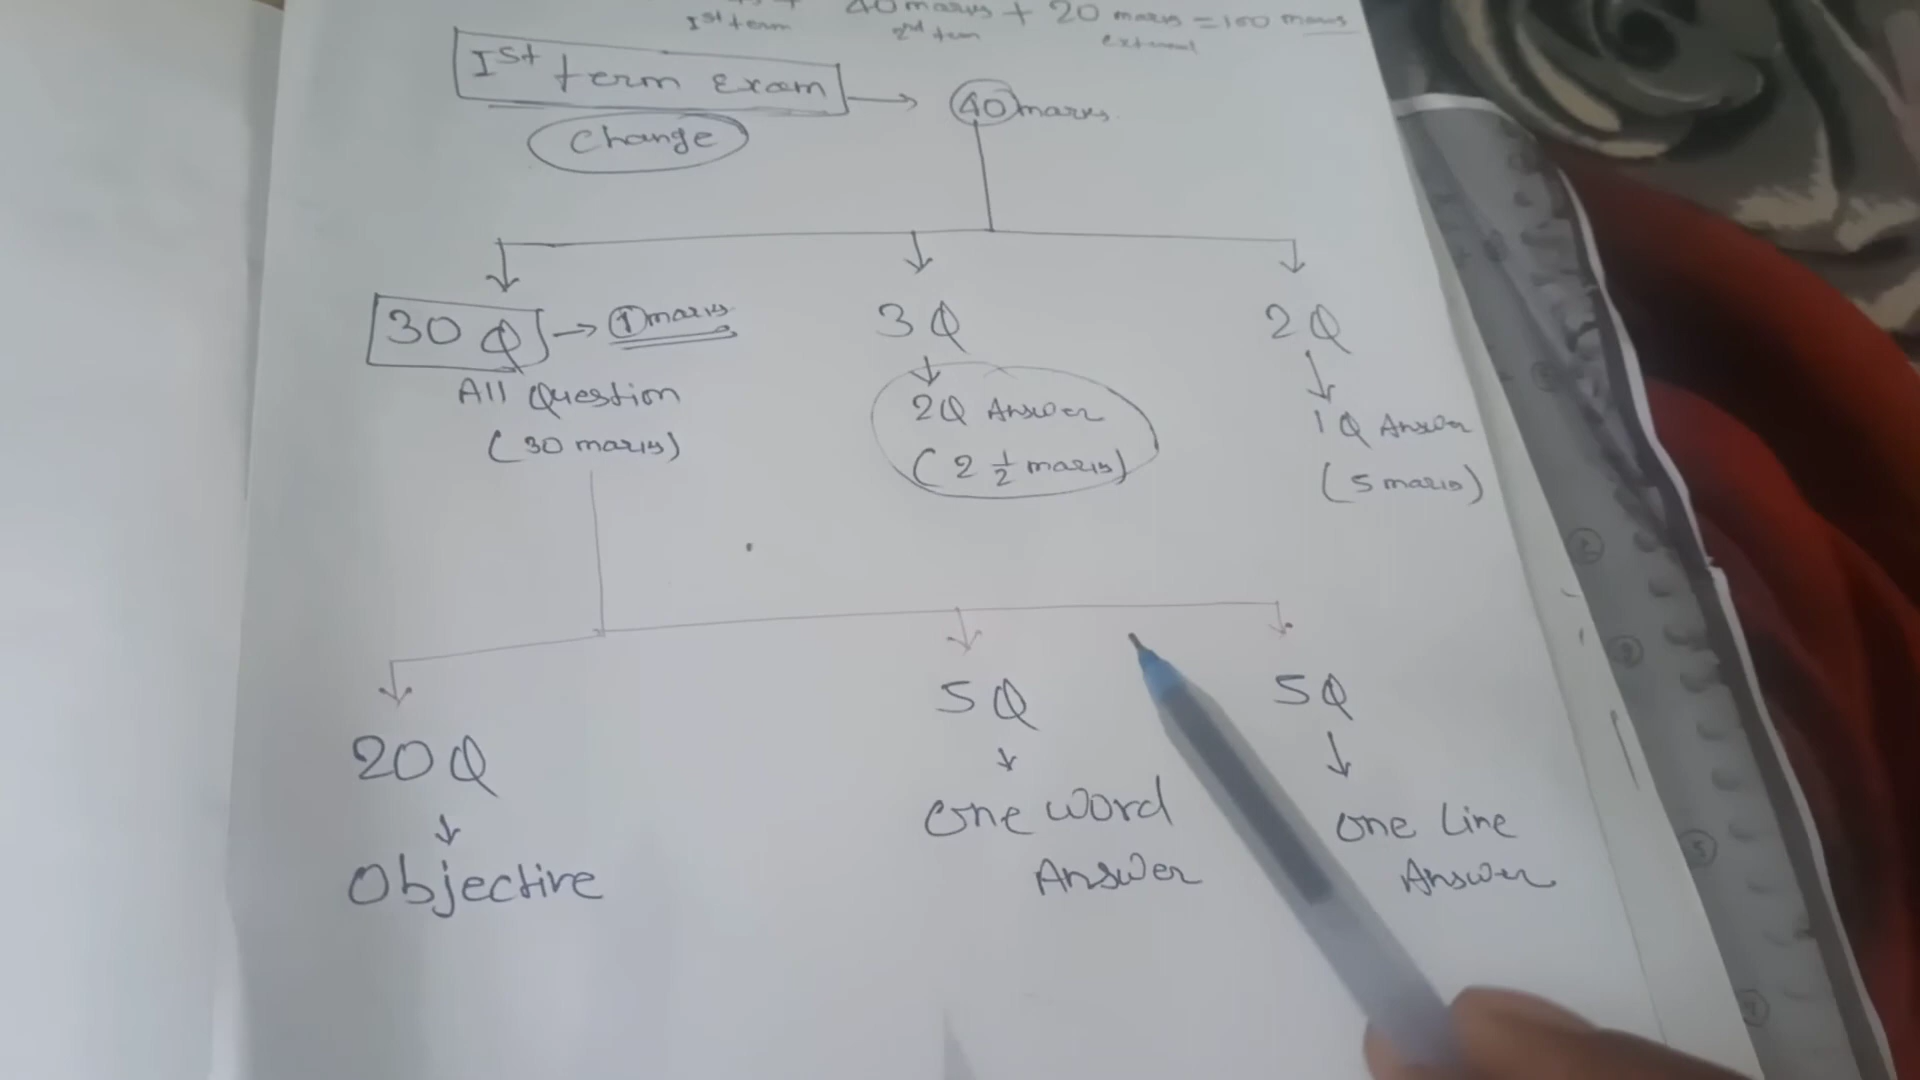 + 40 marks + 20 marks = 100 marks
1st term 2nd term external
Ist term Exam → 40 marks.
Change
30 Q → 1 marks
All Question
(30 marks)
3 Q
2Q Answer
(2 1/2 marks)
2 Q
1 Q Answer
(5 marks)
20 Q
Objective
5 Q
One Word
Answer
5 Q
One Line
Answer